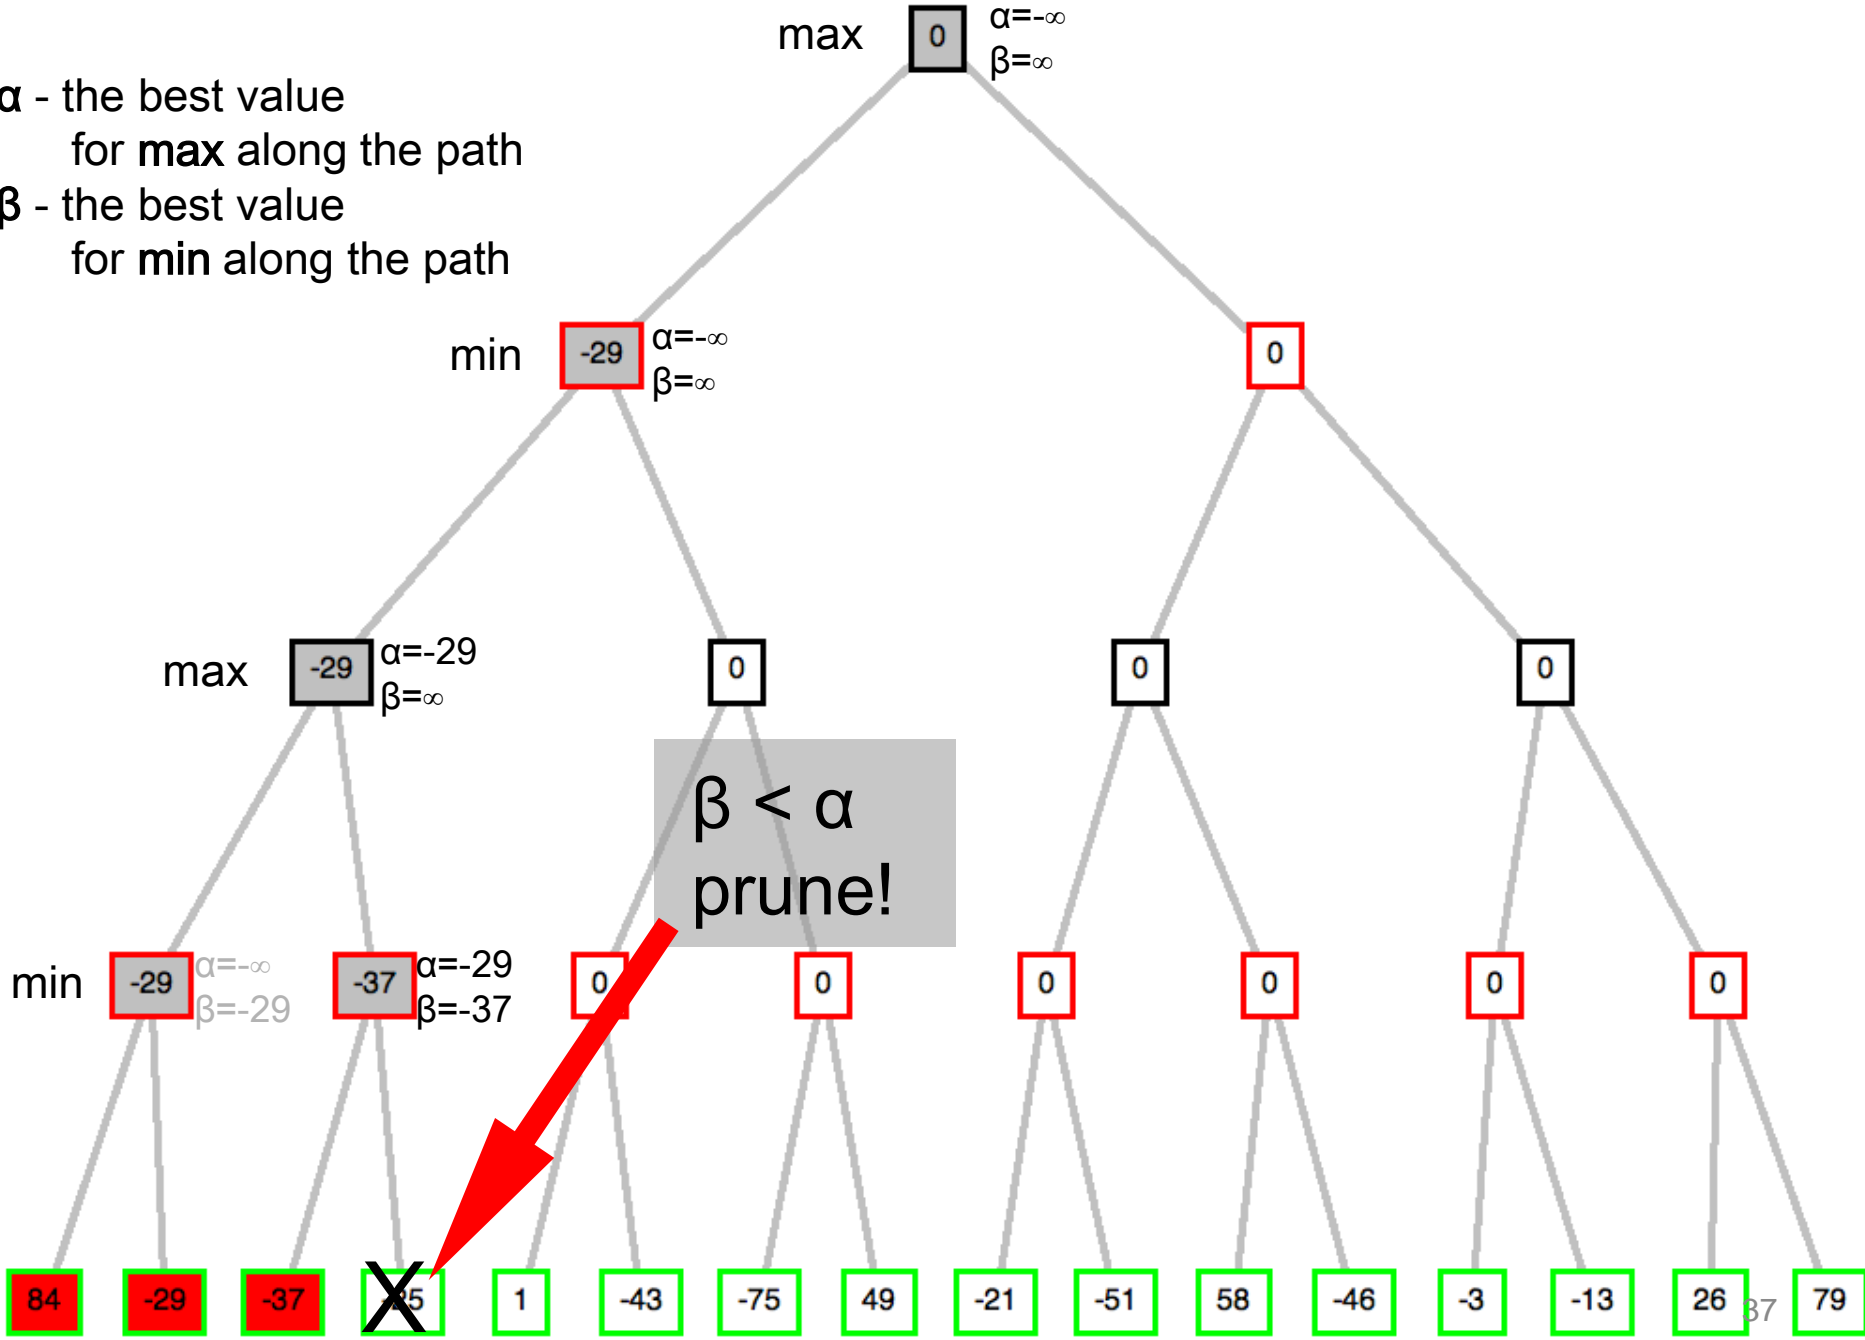 max 0 α=-∞
β=∞
α - the best value
for max along the path
β - the best value
for min along the path
min -29 α=-∞
β=∞
0
max -29 α=-29
β=∞
0 0 0
β < α
prune!
min -29 α=-∞
β=-29
-37 α=-29
β=-37
0 0 0 0 0 0
84 -29 -37 X 1 -43 -75 49 -21 -51 58 -46 -3 -13 26 37 79